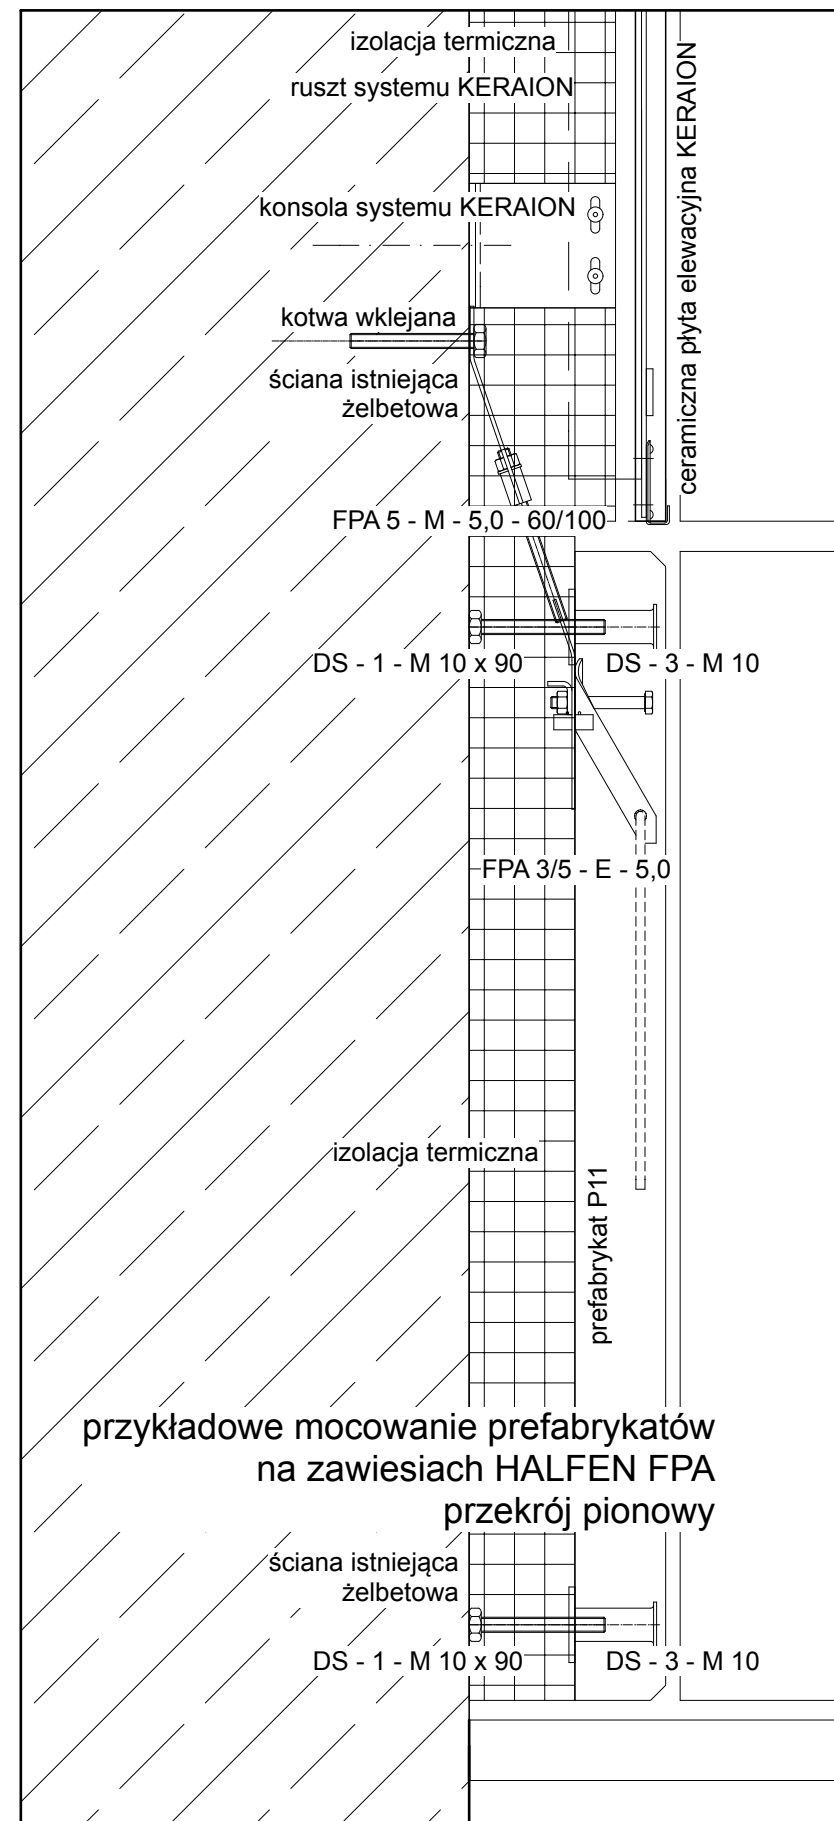 izolacja termiczna
ruszt systemu KERAION
ceramiczna płyta elewacyjna KERAION
konsola systemu KERAION
kotwa wklejana
ściana istniejąca
żelbetowa
FPA 5 - M - 5,0 - 60/100
DS - 1 - M 10 x 90
DS - 3 - M 10
FPA 3/5 - E - 5,0
izolacja termiczna
prefabrykat P11
przykładowe mocowanie prefabrykatów
na zawiesiach HALFEN FPA
przekrój pionowy
ściana istniejąca
żelbetowa
DS - 1 - M 10 x 90
DS - 3 - M 10